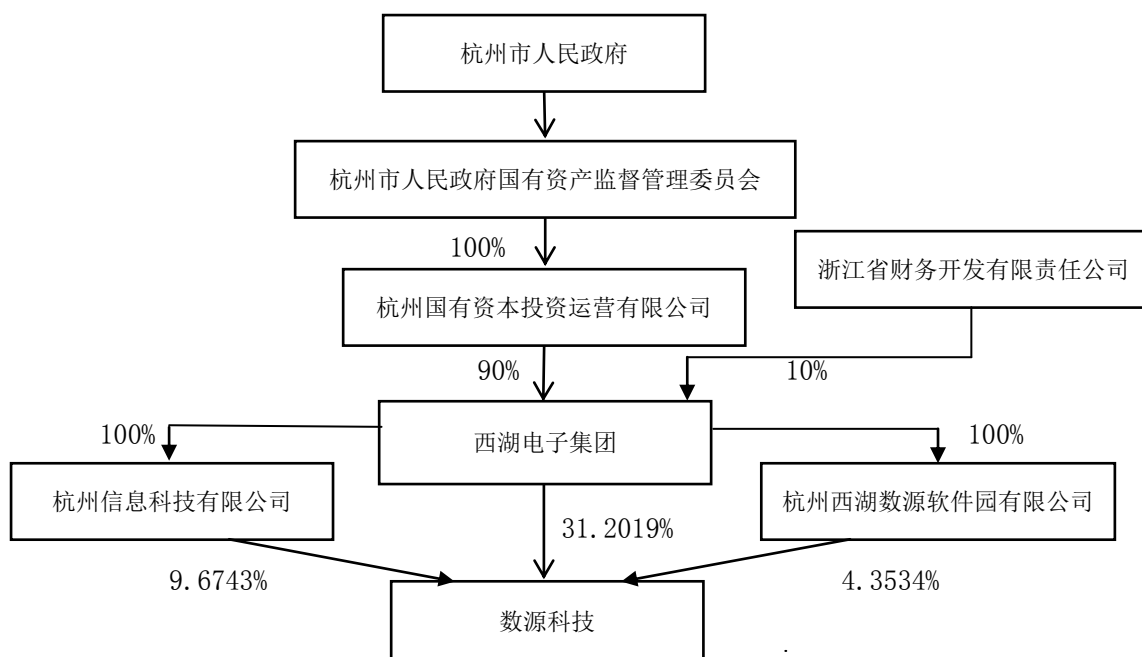 杭州市人民政府
杭州市人民政府国有资产监督管理委员会
100%
浙江省财务开发有限责任公司
杭州国有资本投资运营有限公司
90%
10%
西湖电子集团
100%
100%
杭州信息科技有限公司
杭州西湖数源软件园有限公司
31.2019%
9.6743%
4.3534%
数源科技
.